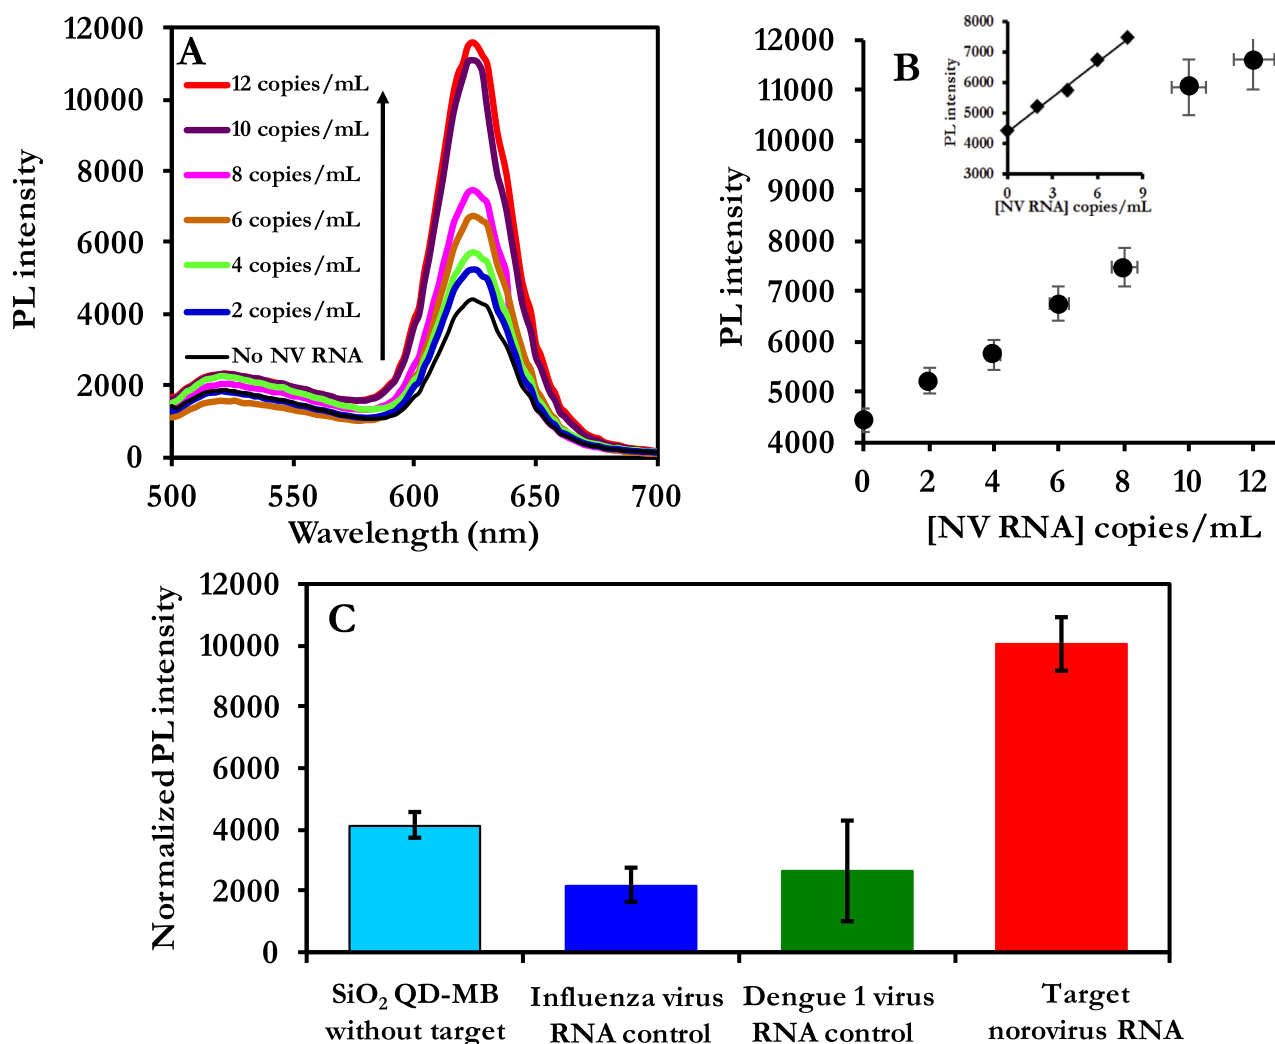 A
12000
10000
8000
6000
4000
2000
0
PL intensity
12 copies/mL
10 copies/mL
8 copies/mL
6 copies/mL
4 copies/mL
2 copies/mL
No NV RNA
500
550
600
650
700
Wavelength (nm)
B
12000
11000
10000
9000
8000
7000
6000
5000
4000
PL intensity
0
2
4
6
8
10
12
[NV RNA] copies/mL
8000
7000
6000
5000
4000
3000
PL intensity
0
3
6
9
[NV RNA] copies/mL
C
12000
10000
8000
6000
4000
2000
0
Normalized PL intensity
SiO2 QD-MB
without target
Influenza virus
RNA control
Dengue 1 virus
RNA control
Target
norovirus RNA